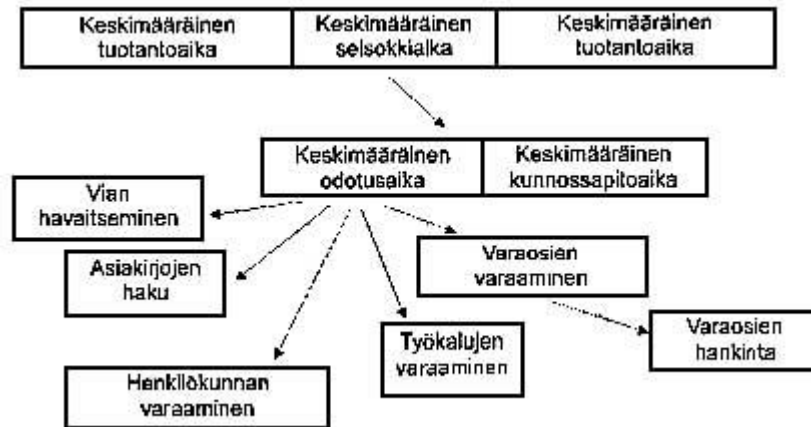 Keskimääräinen
tuotantoaika
Keskimääräinen
selsokkialka
Keskimääräinen
tuotantoaika
Keskimääräinen
odotusaika
Keskimääräinen
kunnossapitoaika
Vian
havaitseminen
Asiakirjojen
haku
Varaosien
varaaminen
Työkalujen
varaaminen
Varaosien
hankinta
Henkilökunnan
varaaminen